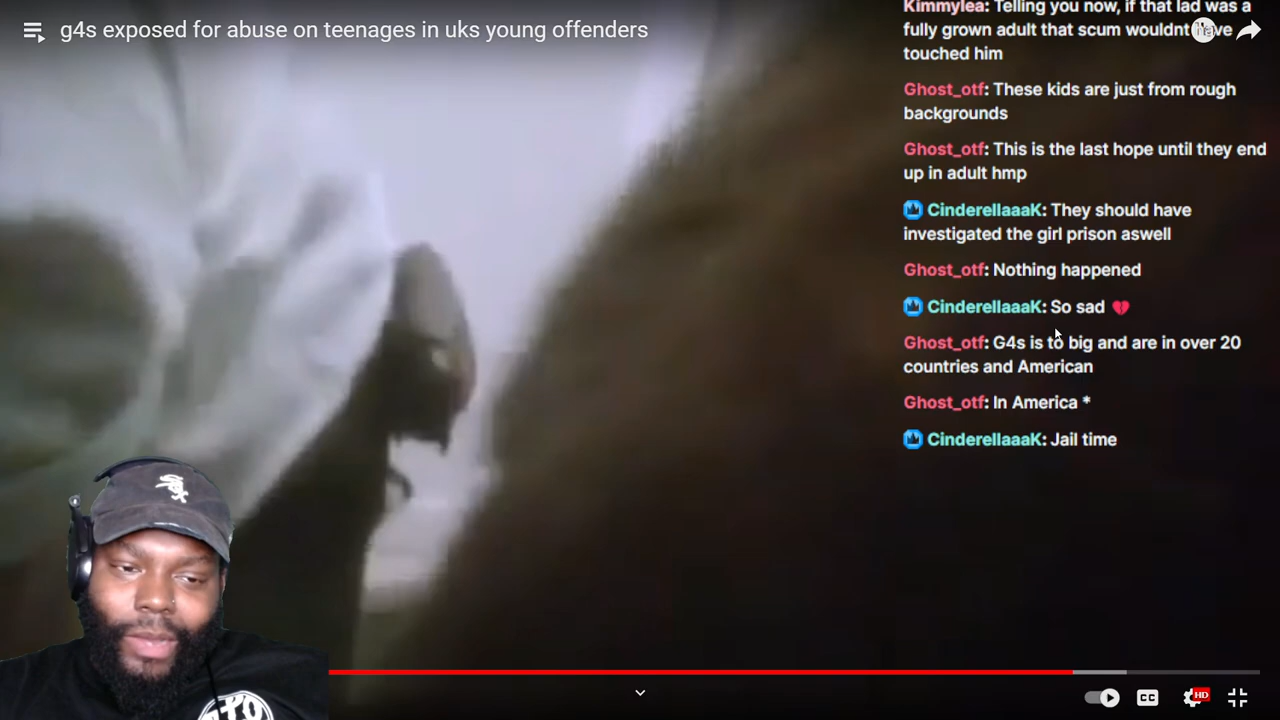 g4s exposed for abuse on teenages in uks young offenders
Kimmylea: Telling you now, if that lad was a
fully grown adult that scum wouldnt
touched him
Ghost_otf: These kids are just from rough
backgrounds
Ghost_otf: This is the last hope until they end
up in adult hmp
CinderellaaaK: They should have
investigated the girl prison aswell
Ghost_otf: Nothing happened
CinderellaaaK: So sad 💔
Ghost_otf: G4s is to big and are in over 20
countries and American
Ghost_otf: In America *
CinderellaaaK: Jail time
SOX
CC
HD